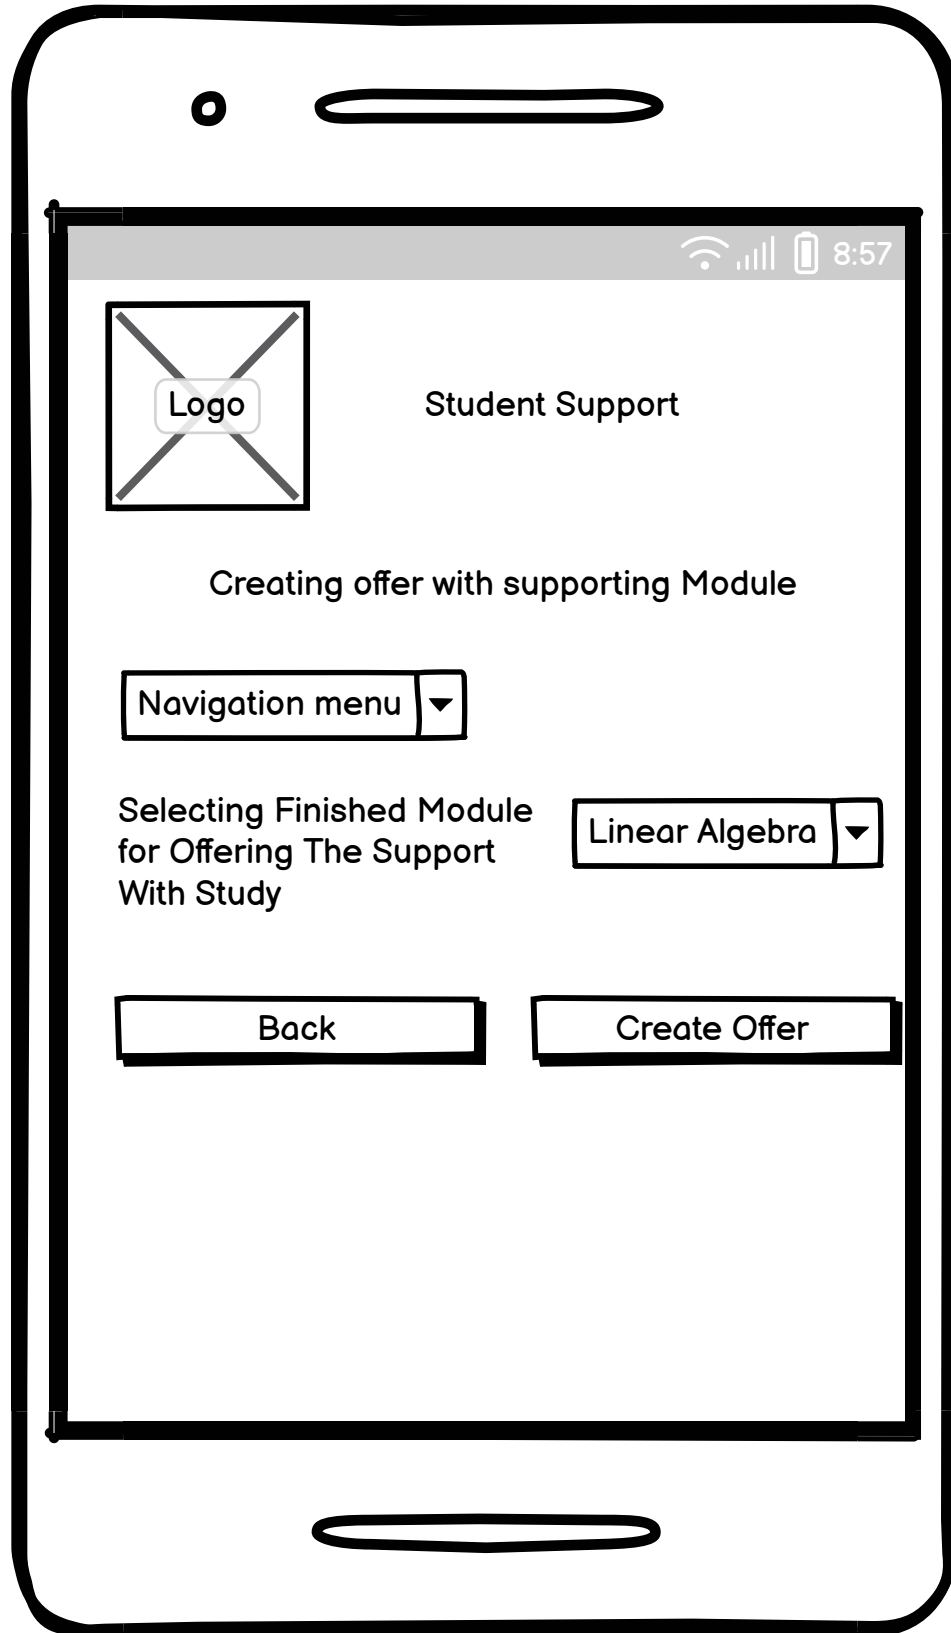 8:57
Logo
Student Support
Creating offer with supporting Module
Navigation menu
Selecting Finished Module
for Offering The Support
With Study
Linear Algebra
Back
Create Offer